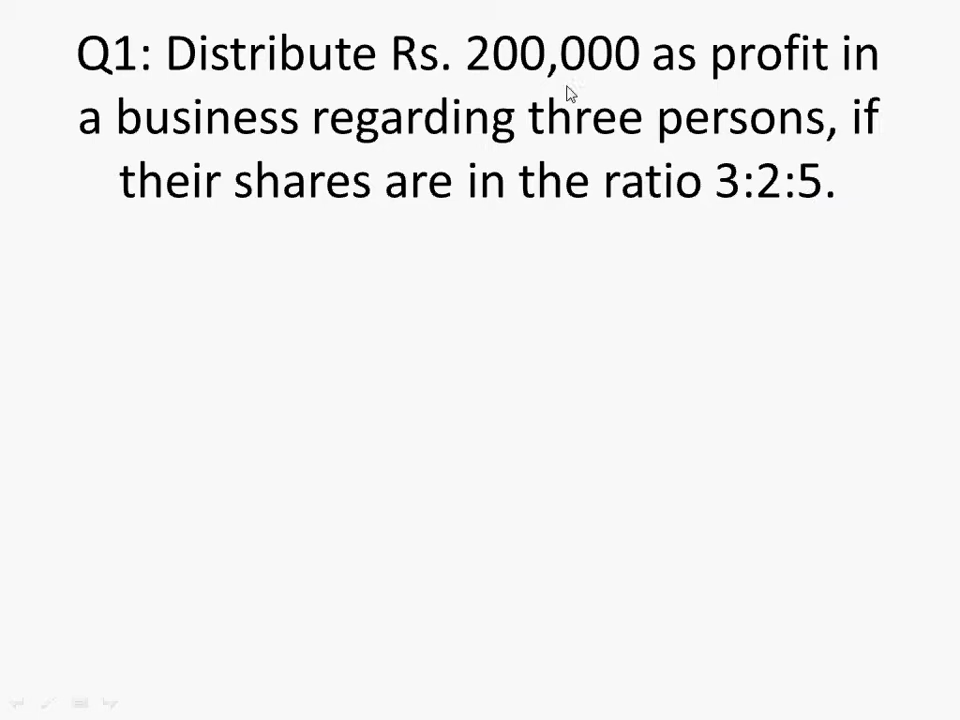 Q1: Distribute Rs. 200,000 as profit in
a business regarding three persons, if
their shares are in the ratio 3:2:5.